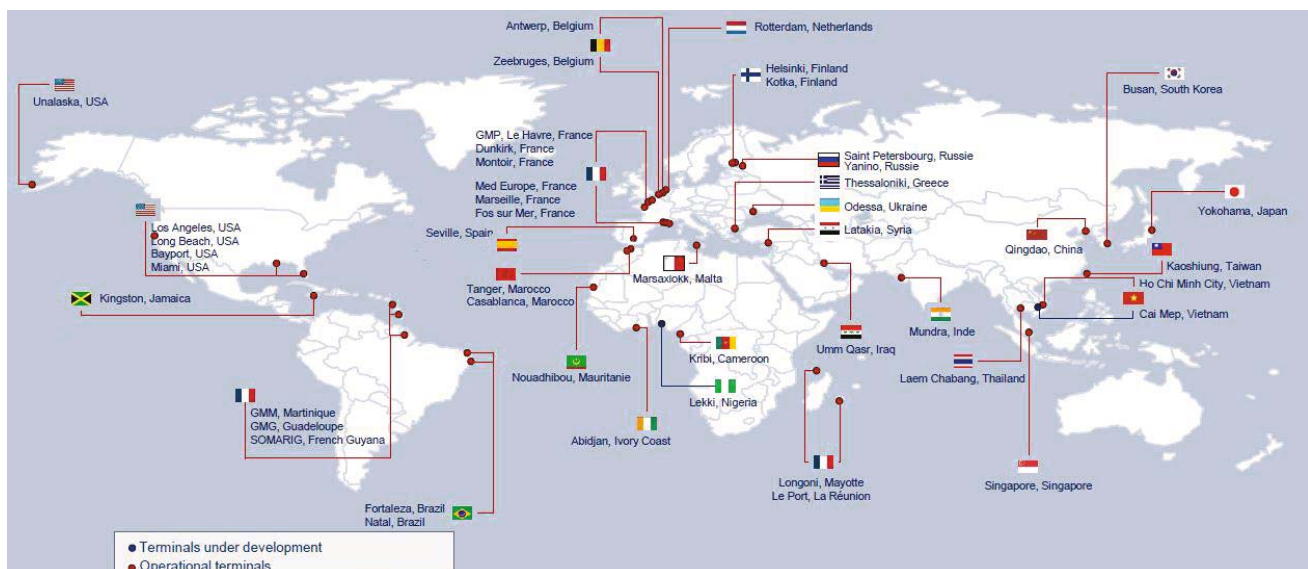 Antwerp, Belgium
Zeebruges, Belgium
Rotterdam, Netherlands
Helsinki, Finland
Kotka, Finland
Busan, South Korea
Unalaska, USA
GMP, Le Havre, France
Dunkirk, France
Montoir, France
Med Europe, France
Marseille, France
Fos sur Mer, France
Saint Petersbourg, Russie
Yanino, Russie
Thessaloniki, Greece
Odessa, Ukraine
Latakia, Syria
Yokohama, Japan
Los Angeles, USA
Long Beach, USA
Bayport, USA
Miami, USA
Seville, Spain
Qingdao, China
Kaoshiung, Taiwan
Marsaxlokk, Malta
Tanger, Marocco
Casablanca, Marocco
Ho Chi Minh City, Vietnam
Cai Mep, Vietnam
Kingston, Jamaica
Mundra, Inde
Umm Qasr, Iraq
Kribi, Cameroon
Laem Chabang, Thailand
Nouadhibou, Mauritanie
Lekki, Nigeria
GMM, Martinique
GMG, Guadeloupe
SOMARIG, French Guyana
Abidjan, Ivory Coast
Longoni, Mayotte
Le Port, La Réunion
Singapore, Singapore
Fortaleza, Brazil
Natal, Brazil
Terminals under development
Operational terminals